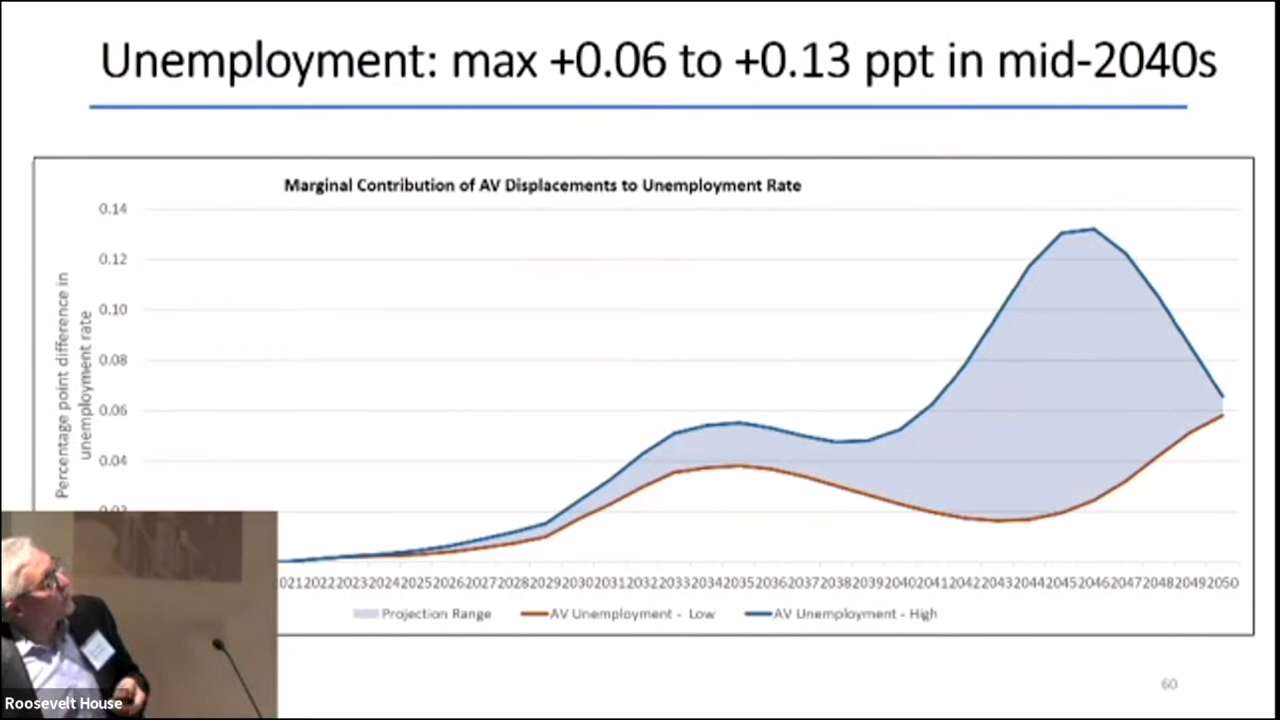 Unemployment: max +0.06 to +0.13 ppt in mid-2040s
Marginal Contribution of AV Displacements to Unemployment Rate
Percentage point difference in
unemployment rate
0.14
0.12
0.10
0.08
0.06
0.04
021 2022 2023 2024 2025 2026 2027 2028 2029 2030 2031 2032 2033 2034 2035 2036 2037 2038 2039 2040 2041 2042 2043 2044 2045 2046 2047 2048 2049 2050
Projection Range AV Unemployment - Low AV Unemployment - High
60
Roosevelt House